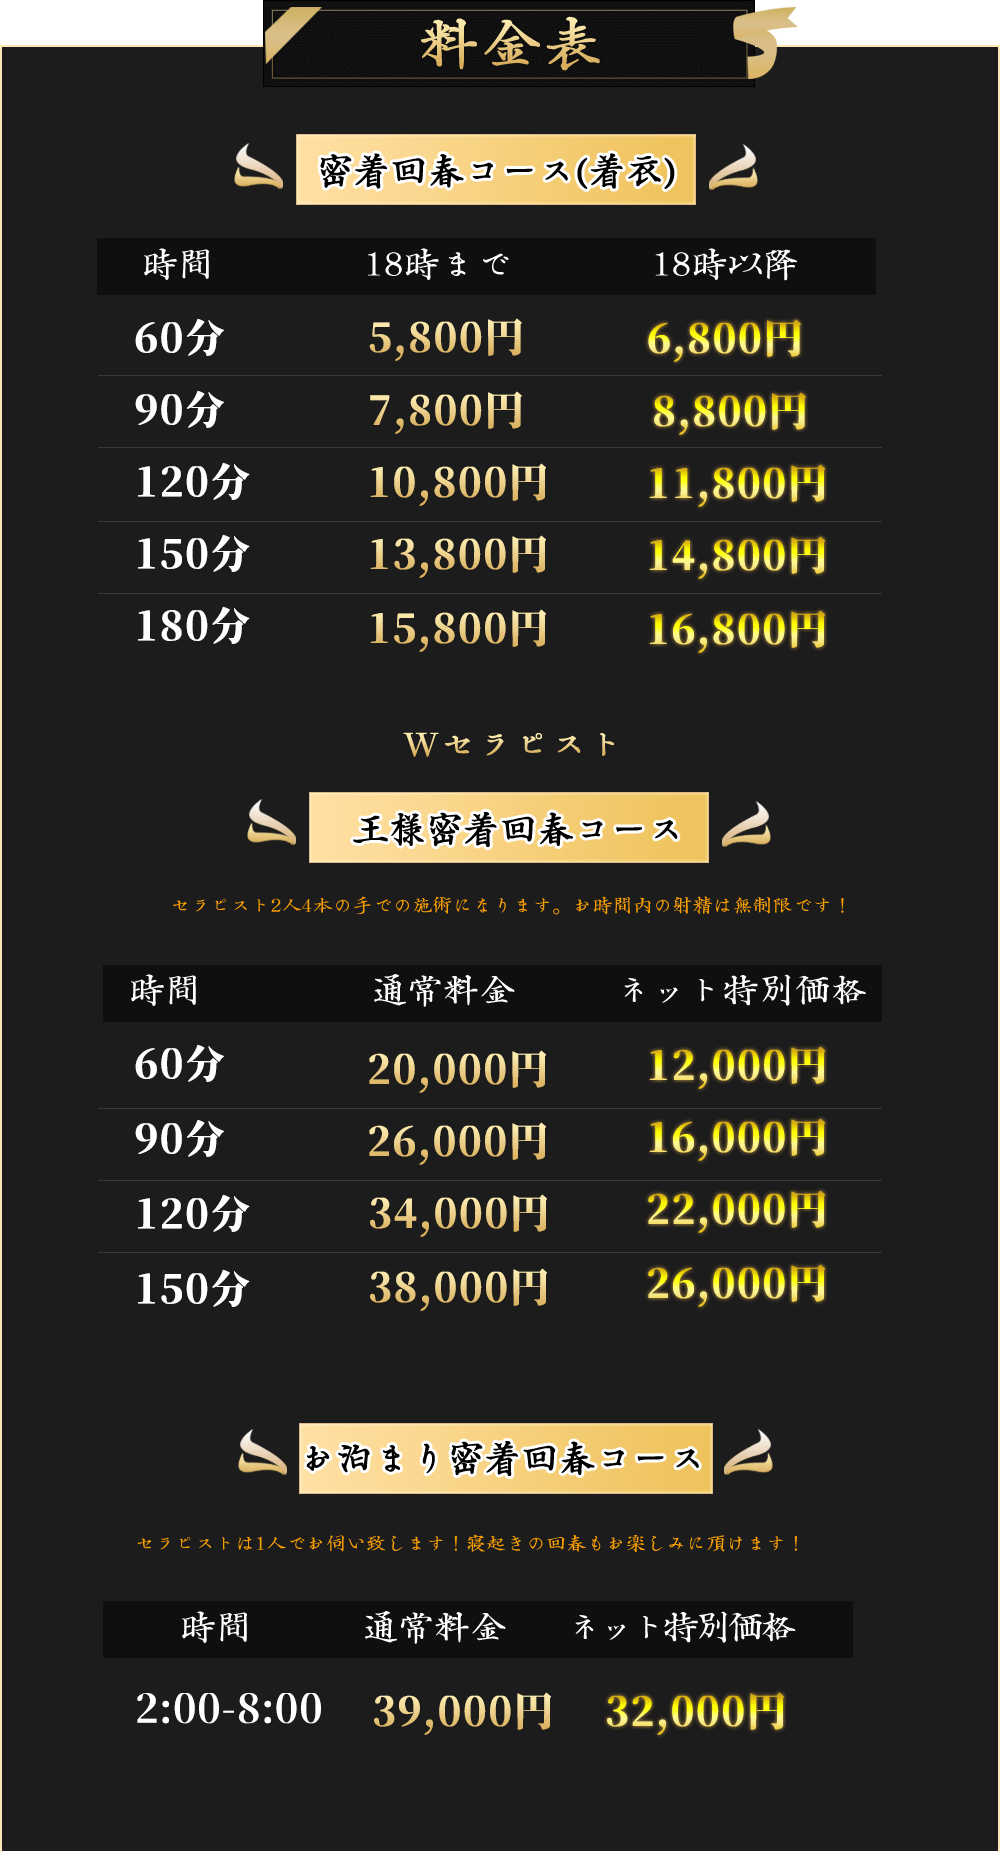 料金表
密着回春コース(着衣)
時間 18時まで 18時以降
60分 5,800円 6,800円
90分 7,800円 8,800円
120分 10,800円 11,800円
150分 13,800円 14,800円
180分 15,800円 16,800円
Wセラピスト
王様密着回春コース
セラピスト2人4本の手での施術になります。お時間内の射精は無制限です！
時間 通常料金 ネット特別価格
60分 20,000円 12,000円
90分 26,000円 16,000円
120分 34,000円 22,000円
150分 38,000円 26,000円
お泊まり密着回春コース
セラピストは1人でお伺い致します！寝起きの回春もお楽しみに頂けます！
時間 通常料金 ネット特別価格
2:00-8:00 39,000円 32,000円